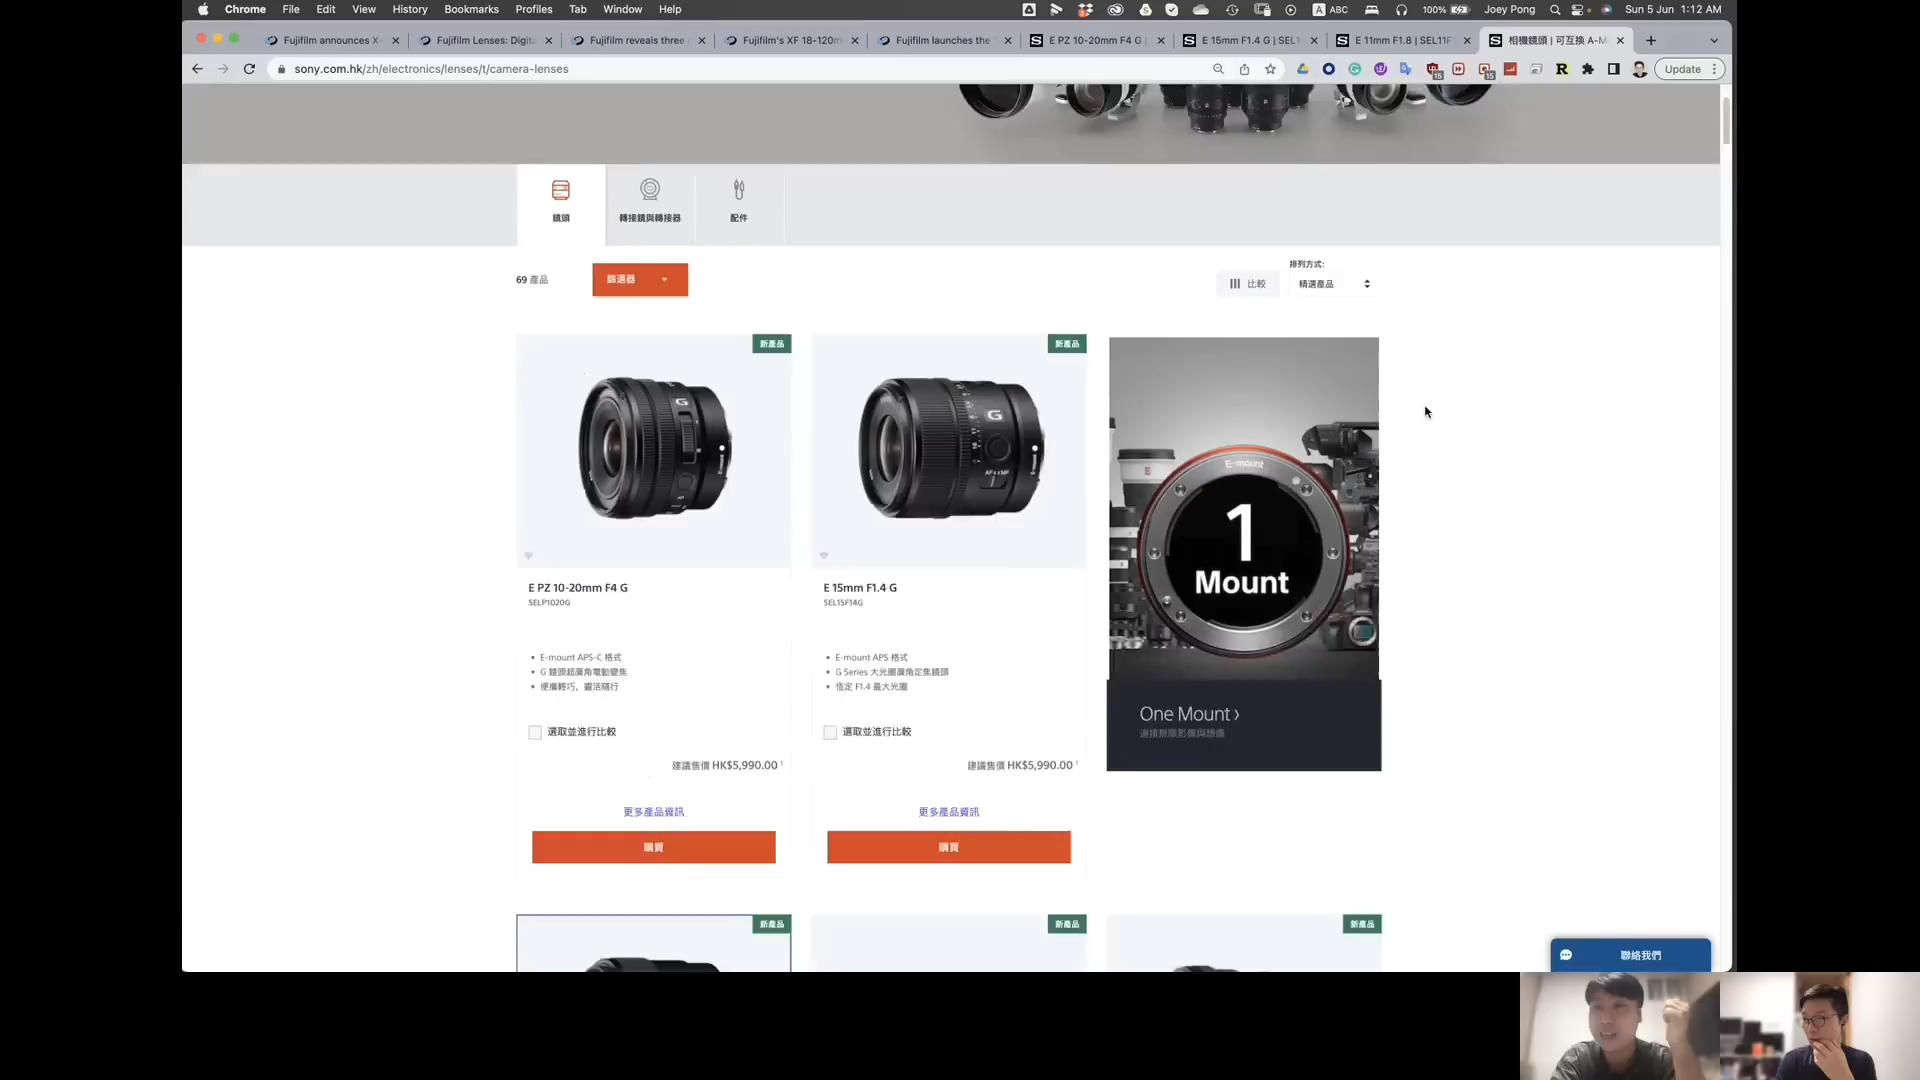 Chrome File Edit View History Bookmarks Profiles Tab Window Help
A ABC 100% Joey Pong Sun 5 Jun 1:12 AM
Fujifilm announces X- Fujifilm Lenses: Digita Fujifilm reveals three Fujifilm's XF 18-120m Fujifilm launches the E PZ 10-20mm F4 G E 15mm F1.4 G | SEL1 E 11mm F1.8 | SEL11F 相機鏡頭 | 可互換 A-M
sony.com.hk/zh/electronics/lenses/t/camera-lenses
15 15 R Update
鏡頭
轉接鏡與轉接器
配件
69 產品
篩選器
比較
排列方式:
精選產品
新產品
G
E PZ 10-20mm F4 G
SELP1020G
E-mount APS-C 格式
G 鏡頭超廣角電動變焦
便攜輕巧，靈活隨行
選取並進行比較
建議售價 HK$5,990.00 1
更多產品資訊
購買
新產品
G
AF MF
E 15mm F1.4 G
SEL15F14G
E-mount APS 格式
G Series 大光圈廣角定焦鏡頭
恆定 F1.4 最大光圈
選取並進行比較
建議售價 HK$5,990.00 1
更多產品資訊
購買
E-mount
1
Mount
One Mount ›
新產品
新產品
新產品
聯絡我們